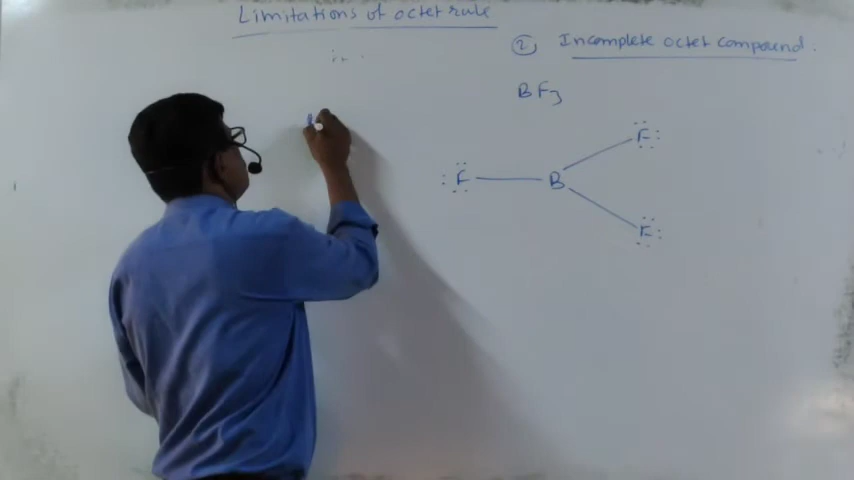 Limitations of octet rule
② Incomplete octet compound.
BF3
F
F B
F